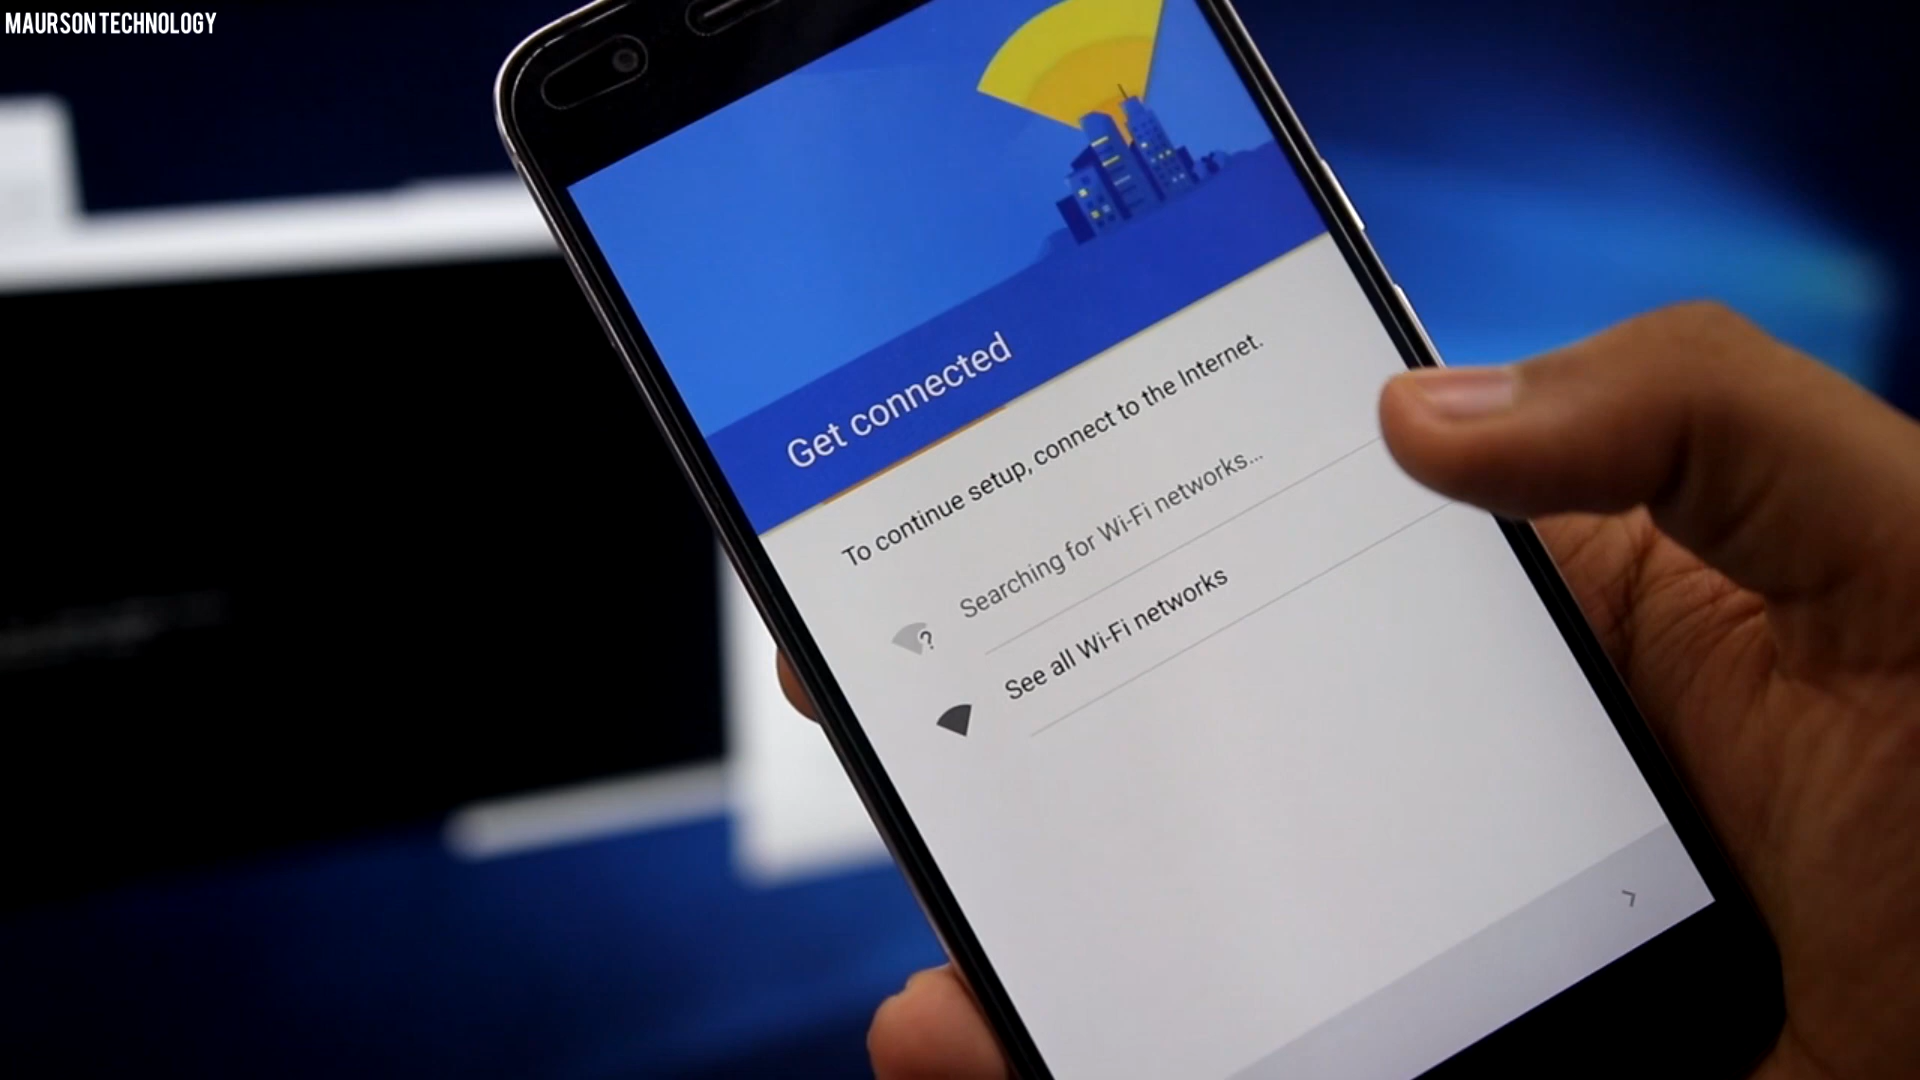 MAURSON TECHNOLOGY
Get connected
To continue setup, connect to the Internet.
Searching for Wi-Fi networks...
?
See all Wi-Fi networks